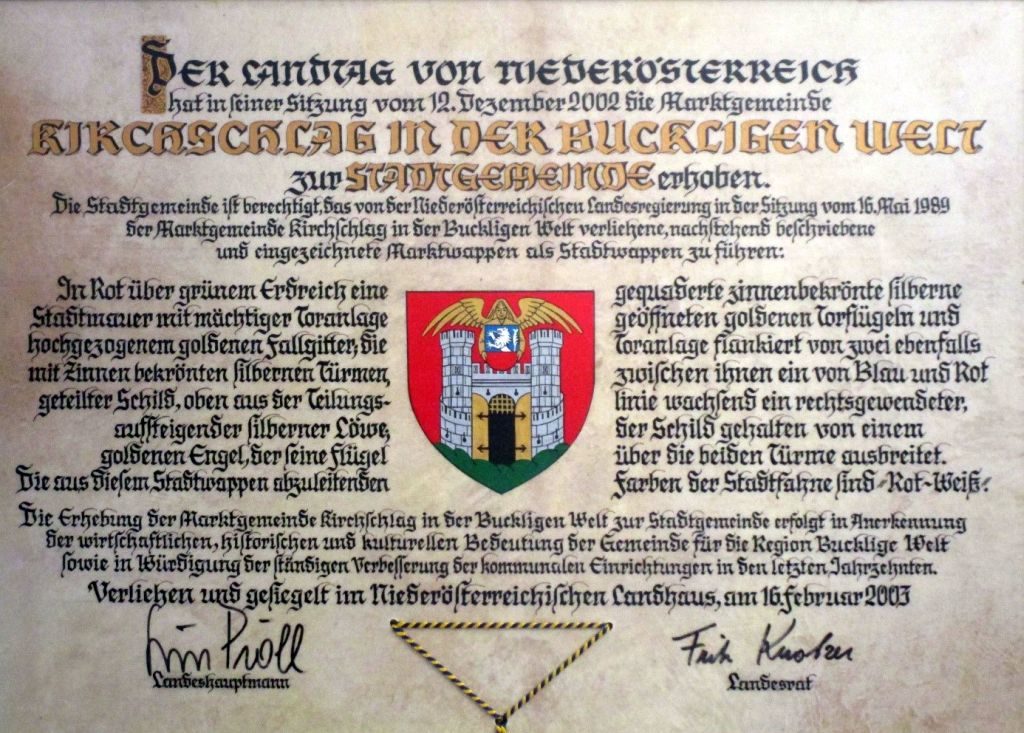 DER LANDTAG VON NIEDERÖSTERREICH
hat in seiner Sitzung vom 12. Dezember 2002 die Marktgemeinde
KIRCHSCHLAG IN DER BUCKLIGEN WELT
zur STADTGEMEINDE erhoben.
Die Stadtgemeinde ist berechtigt, das von der Niederösterreichischen Landesregierung in der Sitzung vom 16. Mai 1989
der Marktgemeinde Kirchschlag in der Buckligen Welt verliehene, nachstehend beschriebene
und eingezeichnete Marktwappen als Stadtwappen zu führen:
In Rot über grünem Erdreich eine gequaderte zinnenbekrönte silberne
Stadtmauer mit mächtiger Toranlage geöffneten goldenen Torflügeln und
hochgezogenem goldenen Fallgitter, die Toranlage flankiert von zwei ebenfalls
mit Zinnen bekrönten silbernen Türmen, zwischen ihnen ein von Blau und Rot
geteilter Schild, oben aus der Teilungs- linie wachsend ein rechtsgewendeter,
aufsteigender silberner Löwe, der Schild gehalten von einem
goldenen Engel, der seine Flügel über die beiden Türme ausbreitet.
Die aus diesem Stadtwappen abzuleitenden Farben der Stadtfahne sind "Rot-Weiß".
Die Erhebung der Marktgemeinde Kirchschlag in der Buckligen Welt zur Stadtgemeinde erfolgt in Anerkennung
der wirtschaftlichen, historischen und kulturellen Bedeutung der Gemeinde für die Region Bucklige Welt
sowie in Würdigung der ständigen Verbesserung der kommunalen Einrichtungen in den letzten Jahrzehnten.
Verliehen und gesiegelt im Niederösterreichischen Landhaus, am 16. Februar 2003
Pröll
Landeshauptmann
Landesrat